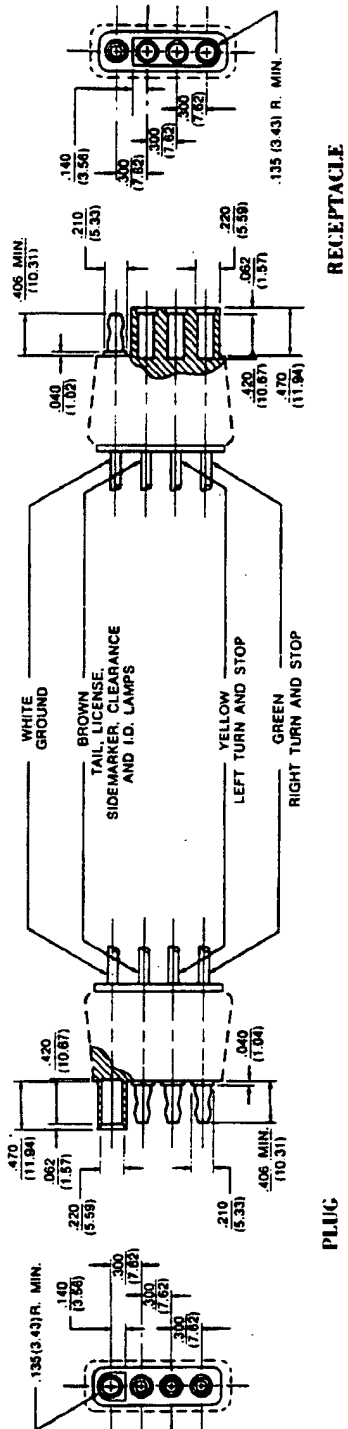 .135 (3.43) R. MIN.
.140
(3.56)
.300
(7.62)
.300
(7.62)
.300
(7.62)
PLUG
.470
(11.94)
.062
(1.57)
.420
(10.67)
.220
(5.59)
.210
(5.33)
.406 MIN.
(10.31)
.040
(1.04)
WHITE
GROUND
BROWN
TAIL, LICENSE,
SIDEMARKER, CLEARANCE
AND I.D. LAMPS
YELLOW
LEFT TURN AND STOP
GREEN
RIGHT TURN AND STOP
.406 MIN.
(10.31)
.040
(1.02)
.210
(5.33)
.220
(5.59)
.062
(1.57)
.420
(10.67)
.470
(11.94)
.140
(3.56)
.300
(7.62)
.300
(7.62)
.300
(7.62)
.135 (3.43) R. MIN.
RECEPTACLE